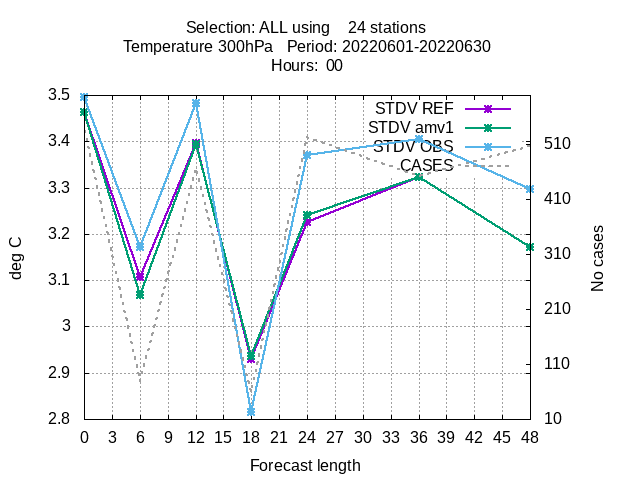 Selection: ALL using 24 stations
Temperature 300hPa Period: 20220601-20220630
Hours: 00
3.5
3.4
3.3
3.2
3.1
3
2.9
2.8
deg C
STDV REF
STDV amv1
STDV OBS
CASES
510
410
310
210
110
10
No cases
0 3 6 9 12 15 18 21 24 27 30 33 36 39 42 45 48
Forecast length